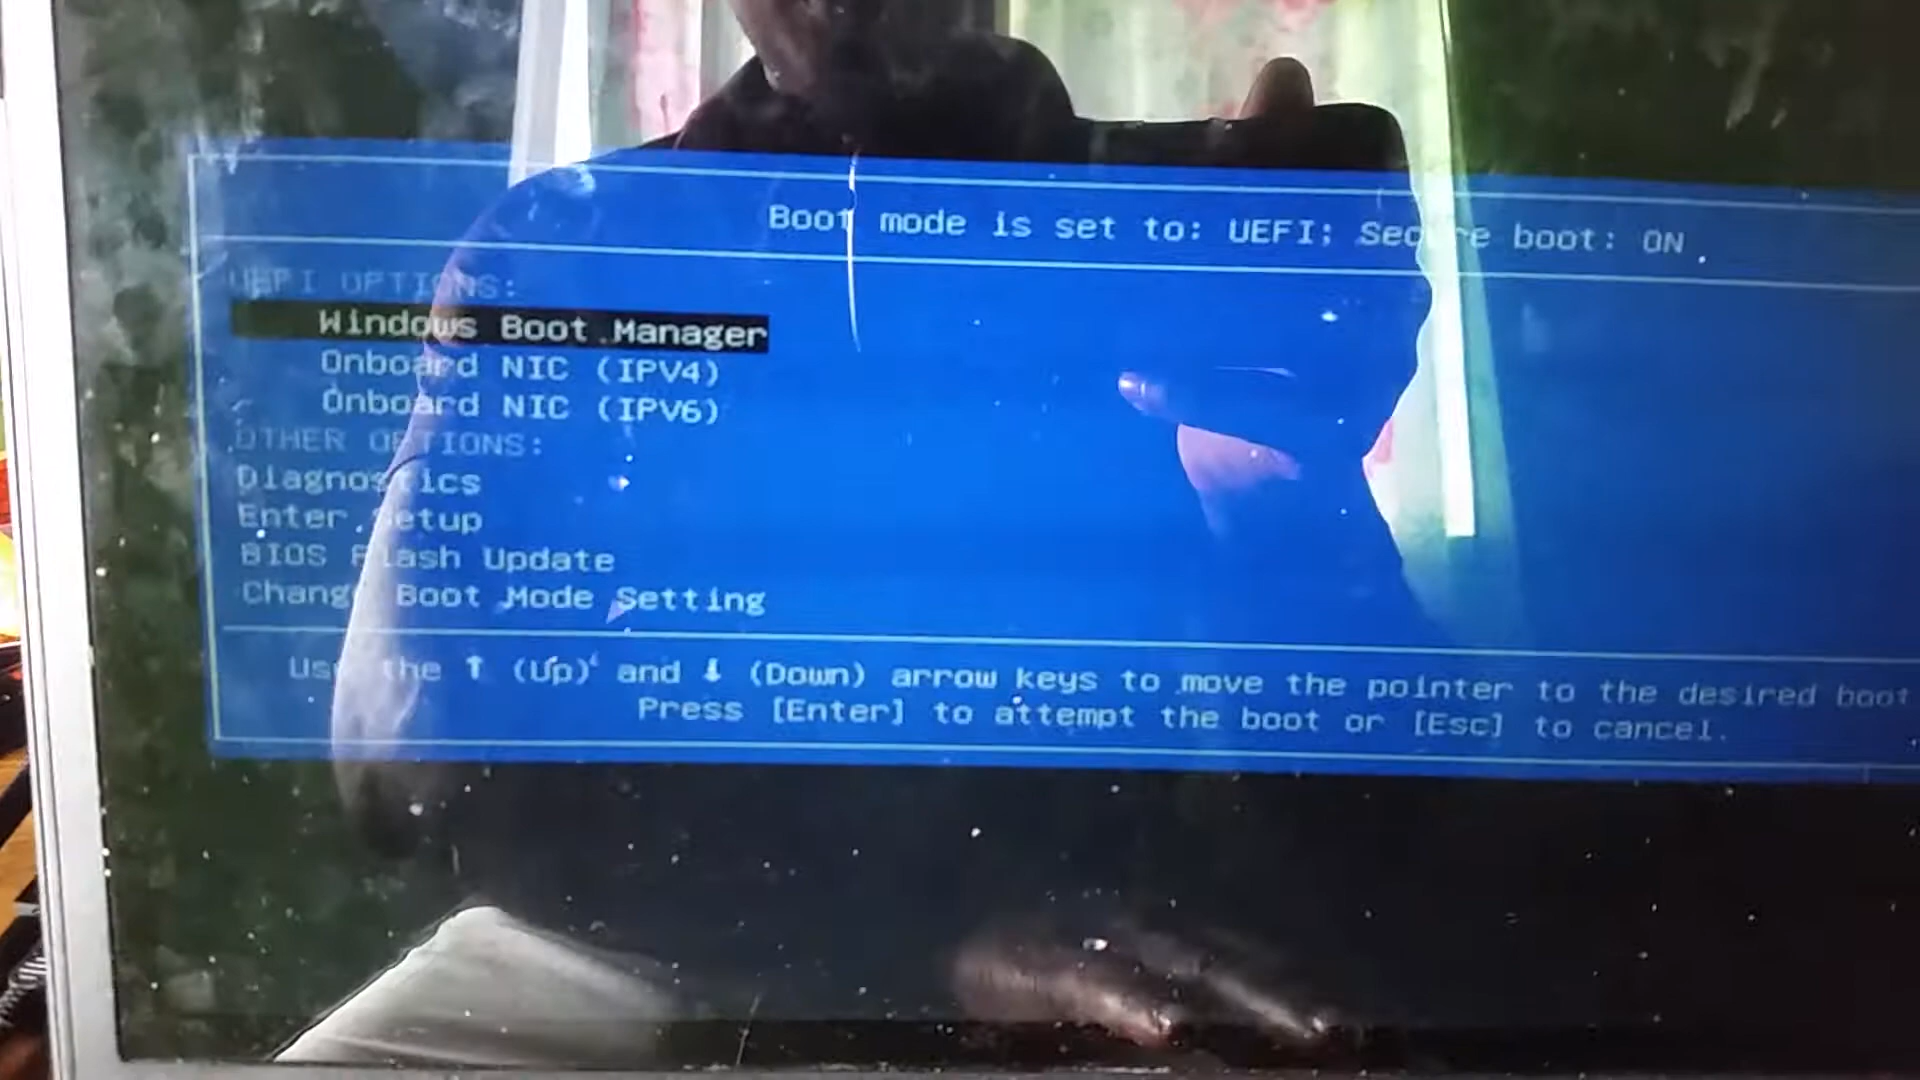 Boot mode is set to: UEFI; Secure boot: ON
UEFI OPTIONS:
Windows Boot Manager
Onboard NIC (IPV4)
Onboard NIC (IPV6)
OTHER OPTIONS:
Diagnostics
Enter Setup
BIOS Flash Update
Change Boot Mode Setting
Use the ↑ (Up) and ↓ (Down) arrow keys to move the pointer to the desired boot
Press [Enter] to attempt the boot or [Esc] to cancel.